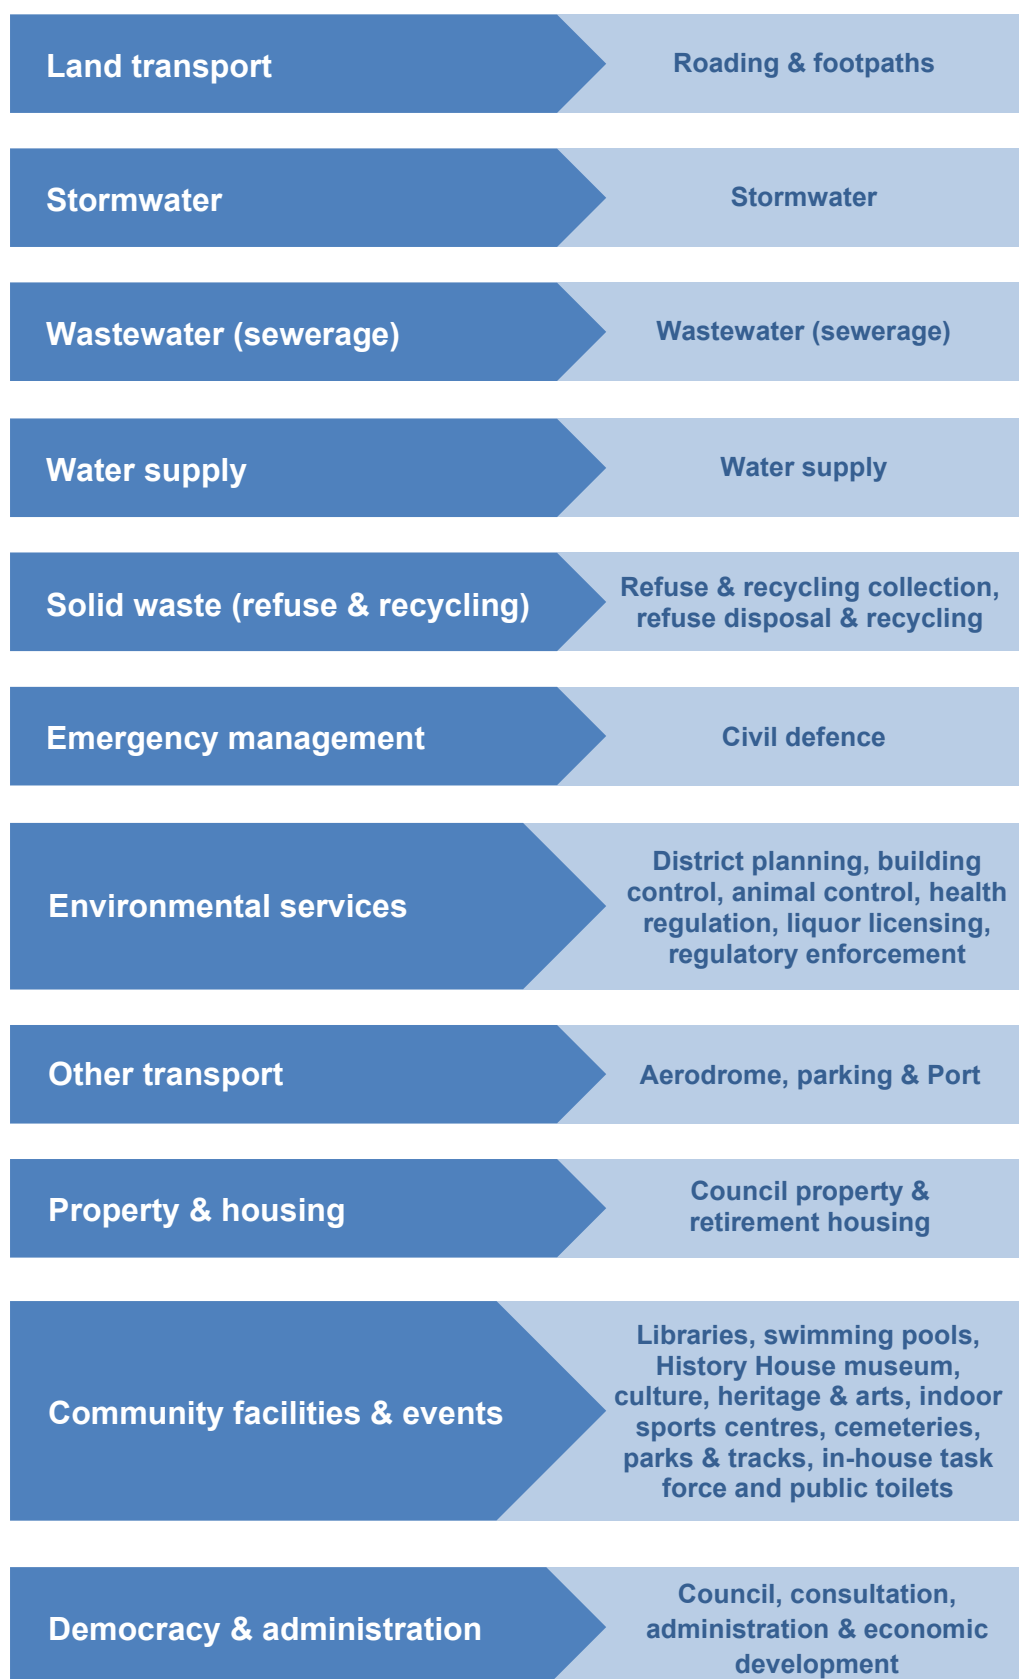 Land transport
Roading & footpaths
Stormwater
Stormwater
Wastewater (sewerage)
Wastewater (sewerage)
Water supply
Water supply
Solid waste (refuse & recycling)
Refuse & recycling collection,
refuse disposal & recycling
Emergency management
Civil defence
Environmental services
District planning, building
control, animal control, health
regulation, liquor licensing,
regulatory enforcement
Other transport
Aerodrome, parking & Port
Property & housing
Council property &
retirement housing
Community facilities & events
Libraries, swimming pools,
History House museum,
culture, heritage & arts, indoor
sports centres, cemeteries,
parks & tracks, in-house task
force and public toilets
Democracy & administration
Council, consultation,
administration & economic
development